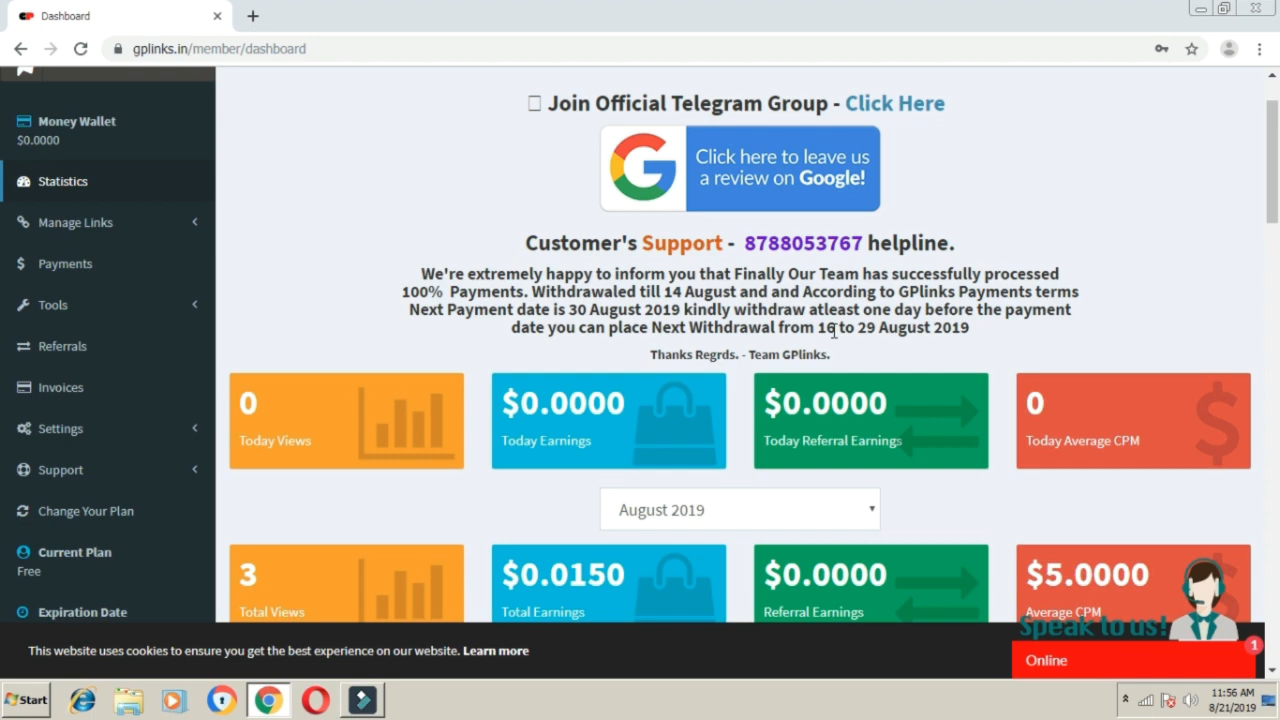 Dashboard
gplinks.in/member/dashboard
Money Wallet
$0.0000
Statistics
Manage Links
Payments
Tools
Referrals
Invoices
Settings
Support
Change Your Plan
Current Plan
Free
Expiration Date
Join Official Telegram Group - Click Here
Click here to leave us
a review on Google!
Customer's Support - 8788053767 helpline.
We're extremely happy to inform you that Finally Our Team has successfully processed
100% Payments. Withdrawaled till 14 August and and According to GPlinks Payments terms
Next Payment date is 30 August 2019 kindly withdraw atleast one day before the payment
date you can place Next Withdrawal from 16 to 29 August 2019
Thanks Regrds. - Team GPlinks.
0
Today Views
$0.0000
Today Earnings
$0.0000
Today Referral Earnings
0
Today Average CPM
August 2019
3
Total Views
$0.0150
Total Earnings
$0.0000
Referral Earnings
$5.0000
Average CPM
Speak to us!
This website uses cookies to ensure you get the best experience on our website. Learn more
Online
1
Start
11:56 AM
8/21/2019